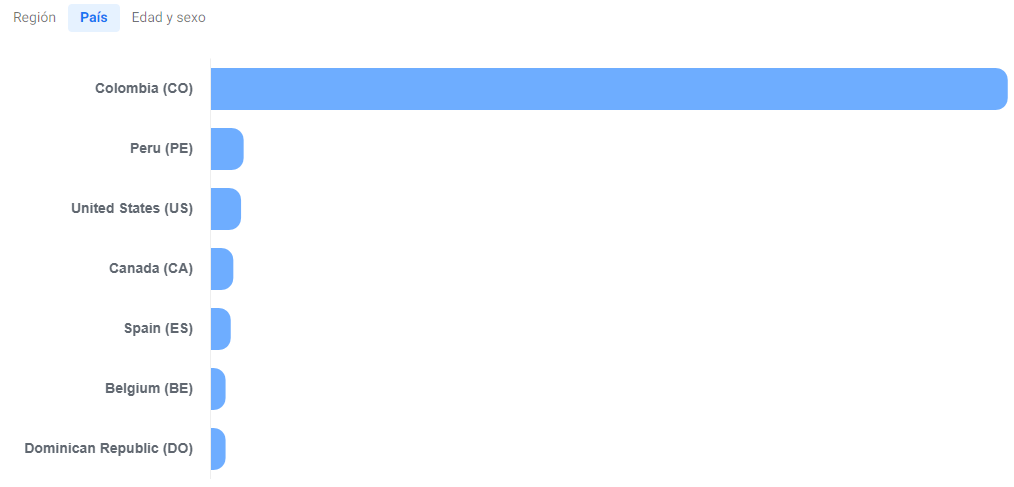 Región País Edad y sexo
Colombia (CO)
Peru (PE)
United States (US)
Canada (CA)
Spain (ES)
Belgium (BE)
Dominican Republic (DO)